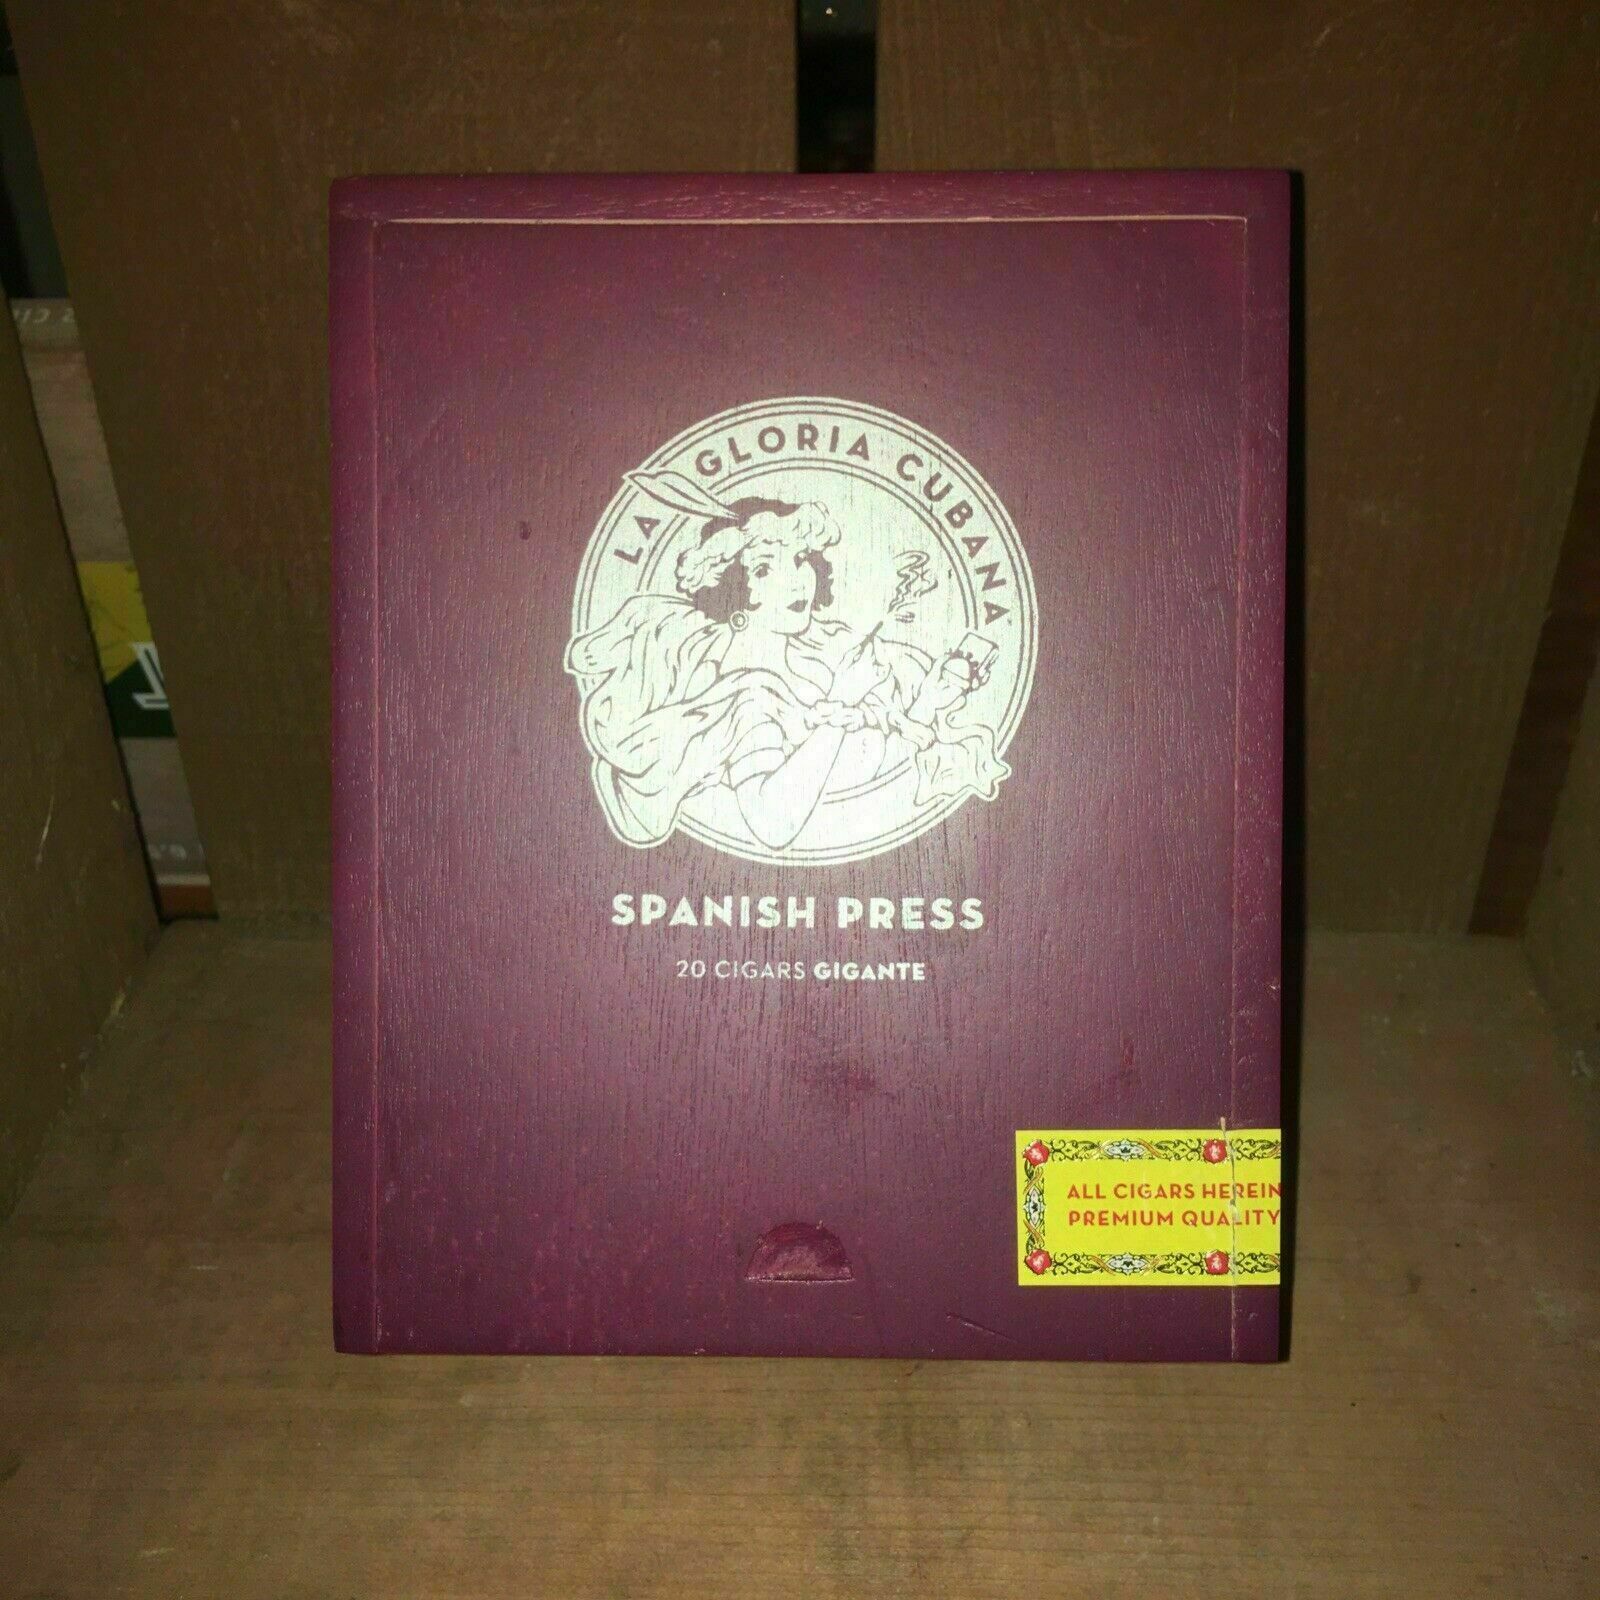 LA GLORIA CUBANA
SPANISH PRESS
20 CIGARS GIGANTE
ALL CIGARS HEREIN
PREMIUM QUALITY